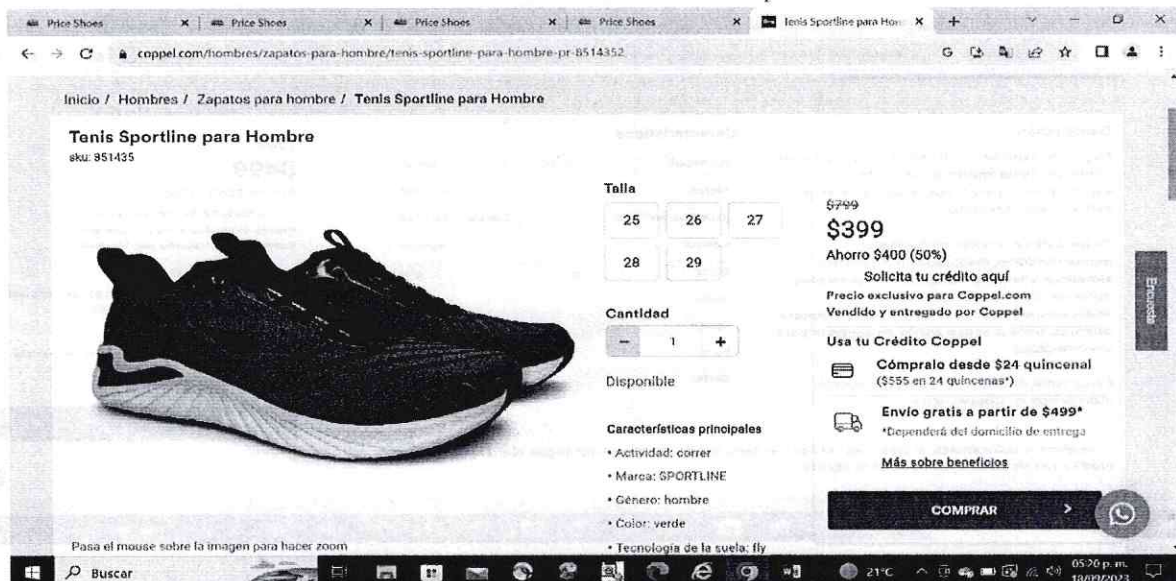 Price Shoes
Price Shoes
Price Shoes
Price Shoes
Tenis Sportline para Hom
coppel.com/hombres/zapatos-para-hombre/tenis-sportline-para-hombre-pr-8514352
Inicio / Hombres / Zapatos para hombre / Tenis Sportline para Hombre
Tenis Sportline para Hombre
sku: 851435
Talla
25 26 27
28 29
Cantidad
− 1 +
Disponible
Características principales
• Actividad: correr
• Marca: SPORTLINE
• Género: hombre
• Color: verde
• Tecnología de la suela: fly
$799
$399
Ahorro $400 (50%)
Solicita tu crédito aquí
Precio exclusivo para Coppel.com
Vendido y entregado por Coppel
Usa tu Crédito Coppel
Cómpralo desde $24 quincenal
($555 en 24 quincenas*)
Envío gratis a partir de $499*
*Dependerá del domicilio de entrega
Más sobre beneficios
COMPRAR >
Encuesta
Pasa el mouse sobre la imagen para hacer zoom
Buscar
21°C
05:20 p. m.